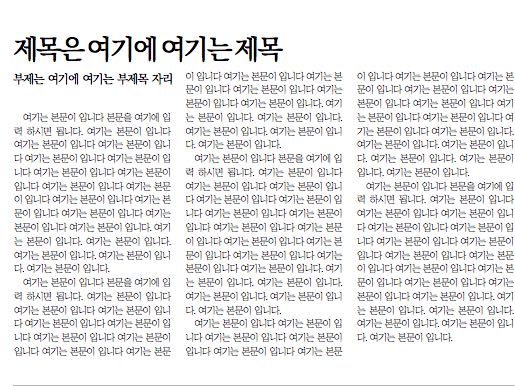 제목은 여기에 여기는 제목
부제는 여기에 여기는 부제목 자리
여기는 본문이 입니다 본문을 여기에 입
력 하시면 됩니다. 여기는 본문이 입니다
여기는 본문이 입니다 여기는 본문이 입니
다 여기는 본문이 입니다 여기는 본문이 입
니다 여기는 본문이 입니다 여기는 본문이
입니다 여기는 본문이 입니다 여기는 본문
이 입니다 여기는 본문이 입니다 여기는 본
문이 입니다 여기는 본문이 입니다 여기는
본문이 입니다. 여기는 본문이 입니다. 여기
는 본문이 입니다. 여기는 본문이 입니다.
여기는 본문이 입니다. 여기는 본문이 입니
다. 여기는 본문이 입니다.
여기는 본문이 입니다 본문을 여기에 입
력 하시면 됩니다. 여기는 본문이 입니다
여기는 본문이 입니다 여기는 본문이 입니
다 여기는 본문이 입니다 여기는 본문이 입
니다 여기는 본문이 입니다 여기는 본문이
입니다 여기는 본문이 입니다 여기는 본문
이 입니다 여기는 본문이 입니다 여기는 본
문이 입니다 여기는 본문이 입니다 여기는
본문이 입니다 여기는 본문이 입니다. 여기
는 본문이 입니다. 여기는 본문이 입니다.
여기는 본문이 입니다. 여기는 본문이 입니
다. 여기는 본문이 입니다.
여기는 본문이 입니다 본문을 여기에 입
력 하시면 됩니다. 여기는 본문이 입니다
여기는 본문이 입니다 여기는 본문이 입니
다 여기는 본문이 입니다 여기는 본문이 입
니다 여기는 본문이 입니다 여기는 본문이
입니다 여기는 본문이 입니다 여기는 본문
이 입니다 여기는 본문이 입니다 여기는 본
문이 입니다 여기는 본문이 입니다 여기는
본문이 입니다. 여기는 본문이 입니다. 여기
는 본문이 입니다. 여기는 본문이 입니다.
여기는 본문이 입니다. 여기는 본문이 입니
다. 여기는 본문이 입니다.
여기는 본문이 입니다 여기는 본문이 입
니다 여기는 본문이 입니다 여기는 본문이
입니다 여기는 본문이 입니다 여기는 본문
이 입니다 여기는 본문이 입니다 여기는 본
문이 입니다 여기는 본문이 입니다 여기는
본문이 입니다 여기는 본문이 입니다 여기
는 본문이 입니다 여기는 본문이 입니다 여
기는 본문이 입니다. 여기는 본문이 입니다.
여기는 본문이 입니다. 여기는 본문이 입니
다. 여기는 본문이 입니다. 여기는 본문이
입니다. 여기는 본문이 입니다.
여기는 본문이 입니다 본문을 여기에 입
력 하시면 됩니다. 여기는 본문이 입니다
여기는 본문이 입니다 여기는 본문이 입니
다 여기는 본문이 입니다 여기는 본문이 입
니다 여기는 본문이 입니다 여기는 본문이
입니다 여기는 본문이 입니다 여기는 본문
이 입니다 여기는 본문이 입니다 여기는 본
문이 입니다 여기는 본문이 입니다 여기는
본문이 입니다. 여기는 본문이 입니다. 여기
는 본문이 입니다. 여기는 본문이 입니다.
여기는 본문이 입니다. 여기는 본문이 입니
다. 여기는 본문이 입니다.